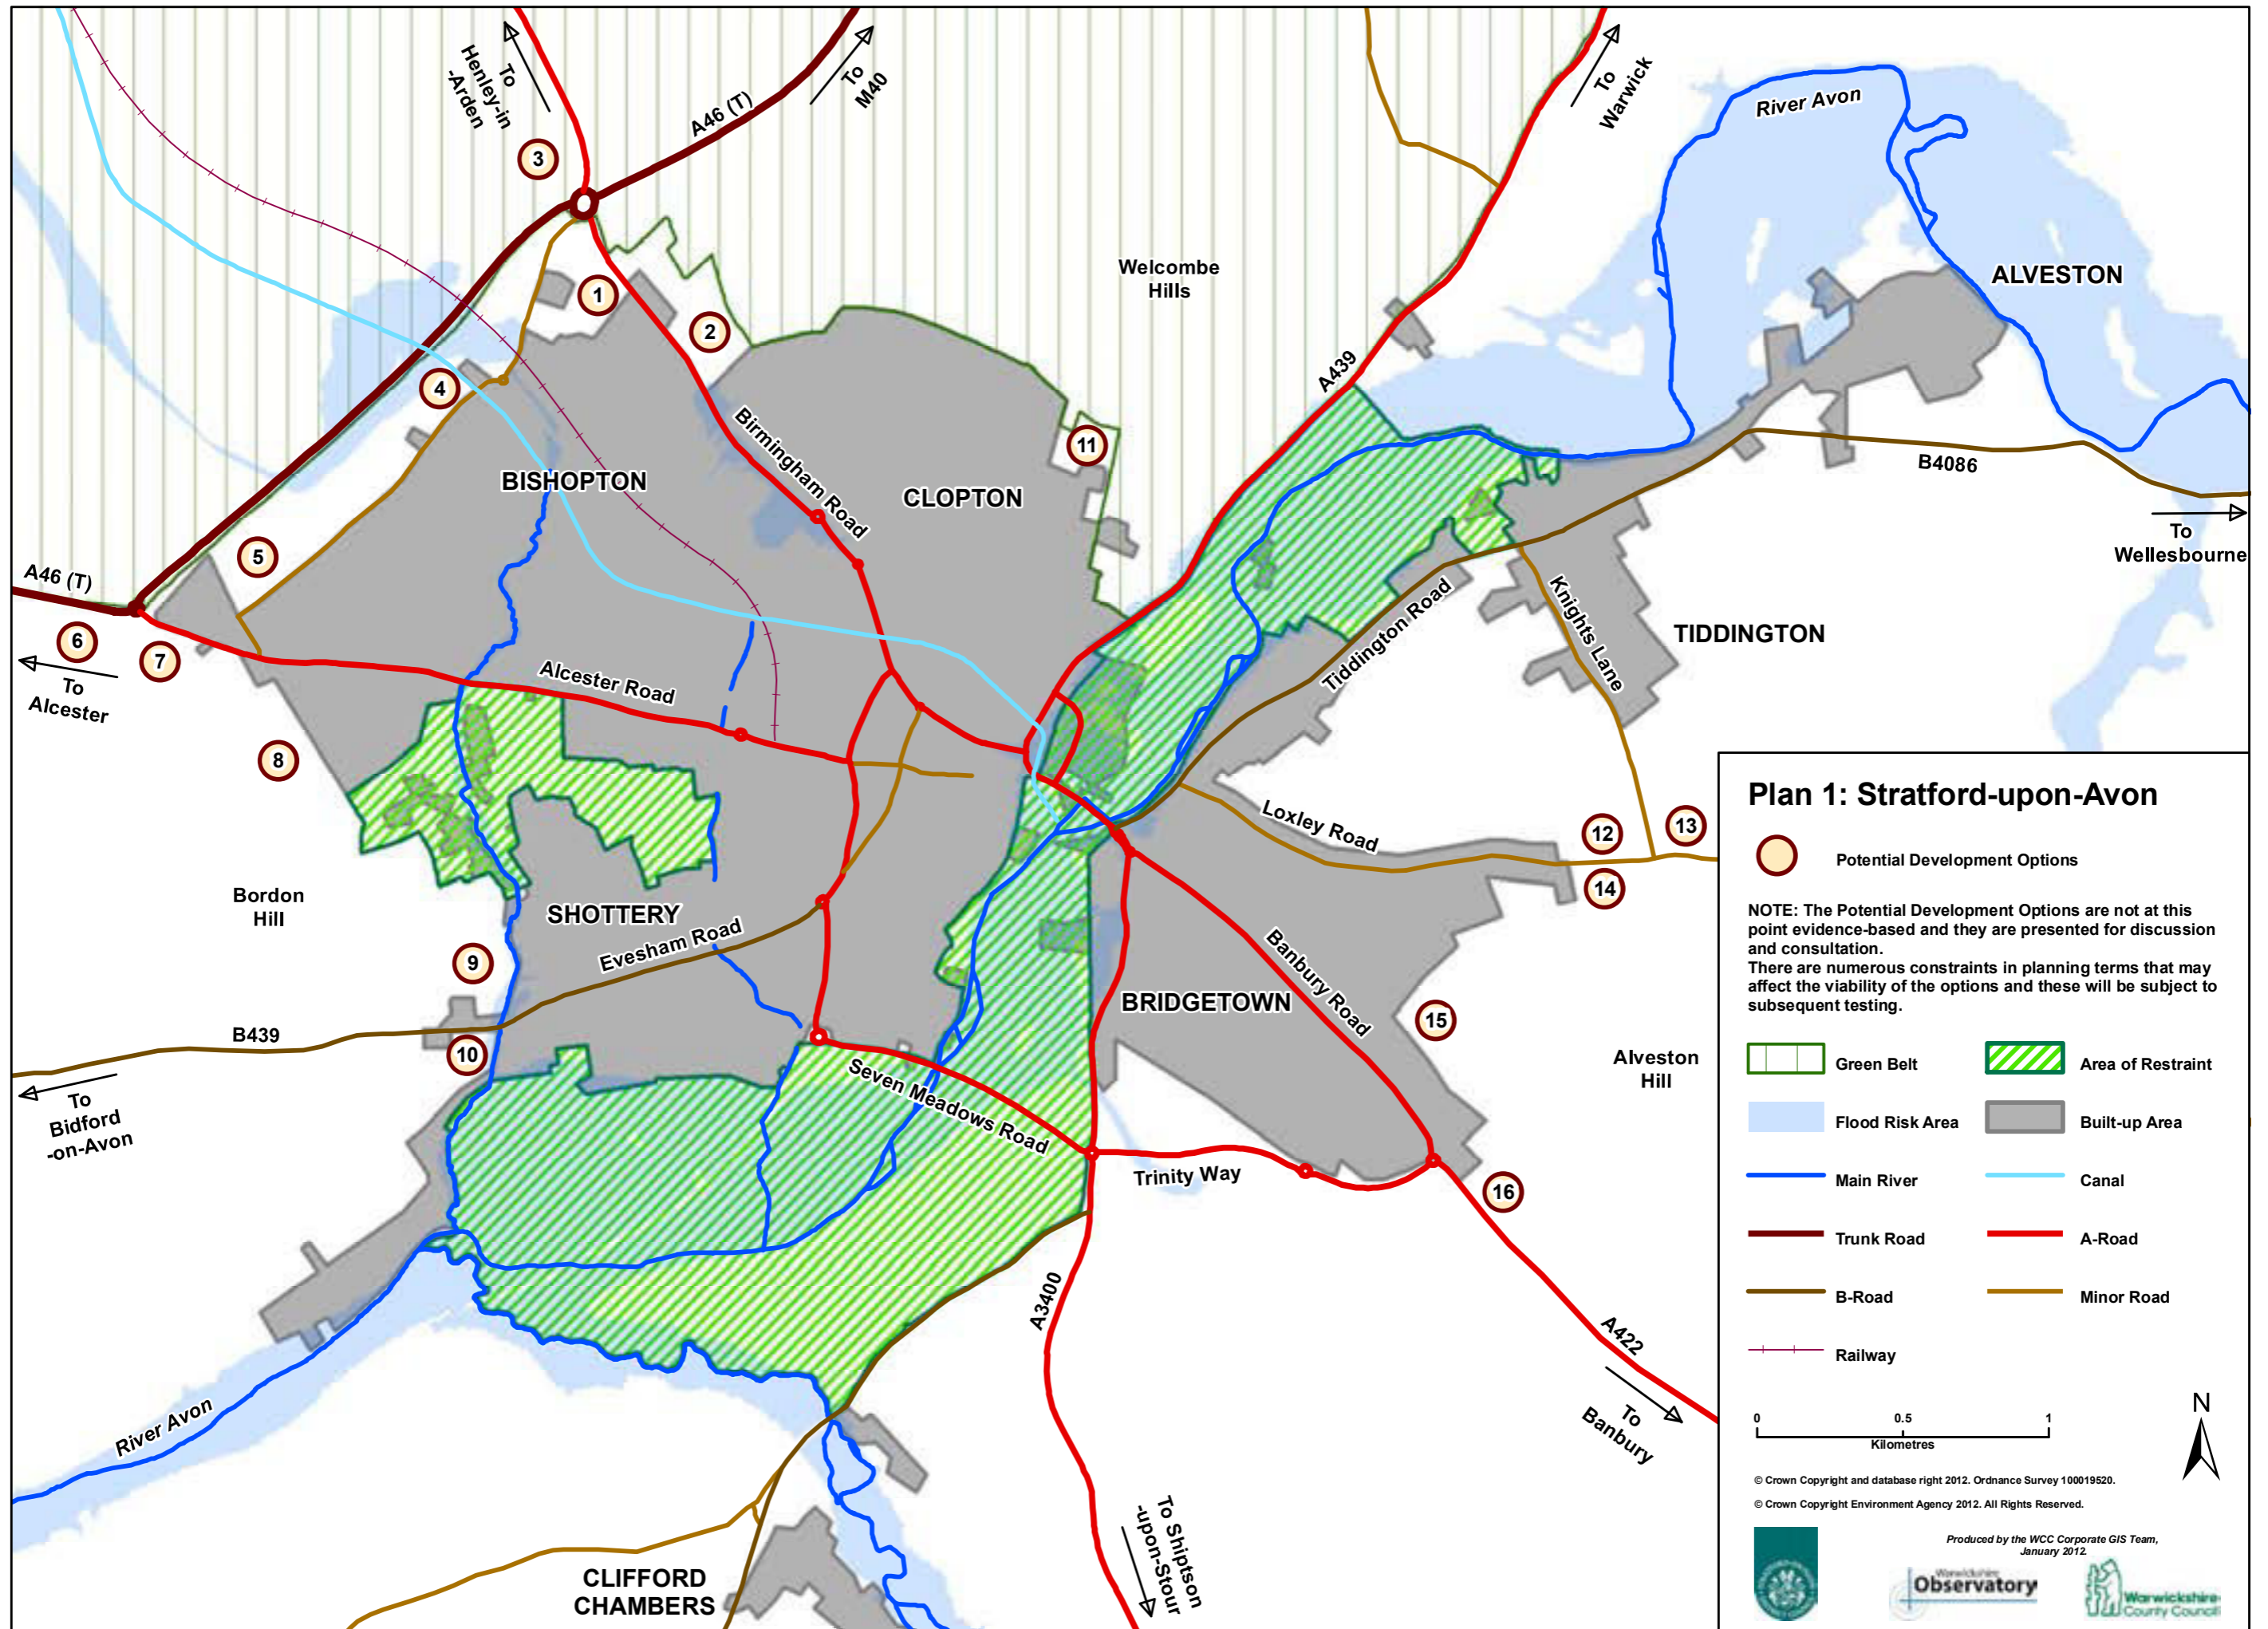 To
Henley-in
-Arden
To
M40
To
Warwick
A46 (T)
River Avon
3
Welcombe
Hills
ALVESTON
1
2
A439
4
Birmingham Road
11
BISHOPTON
CLOPTON
B4086
To
Wellesbourne
5
A46 (T)
Knights Lane
Tiddington Road
TIDDINGTON
6
7
To
Alcester
Alcester Road
8
Loxley Road
12
13
14
Bordon
Hill
SHOTTERY
Evesham Road
9
BRIDGETOWN
Banbury Road
15
B439
10
Alveston
Hill
Seven Meadows Road
To
Bidford
-on-Avon
Trinity Way
16
A3400
A422
To
Banbury
River Avon
To Shiptson
-upon-Stour
CLIFFORD
CHAMBERS
Plan 1: Stratford-upon-Avon
Potential Development Options
NOTE: The Potential Development Options are not at this
point evidence-based and they are presented for discussion
and consultation.
There are numerous constraints in planning terms that may
affect the viability of the options and these will be subject to
subsequent testing.
Green Belt
Area of Restraint
Flood Risk Area
Built-up Area
Main River
Canal
Trunk Road
A-Road
B-Road
Minor Road
Railway
N
0 0.5 1
Kilometres
© Crown Copyright and database right 2012. Ordnance Survey 100019520.
© Crown Copyright Environment Agency 2012. All Rights Reserved.
Produced by the WCC Corporate GIS Team,
January 2012.
Warwickshire
Observatory
Warwickshire
County Council